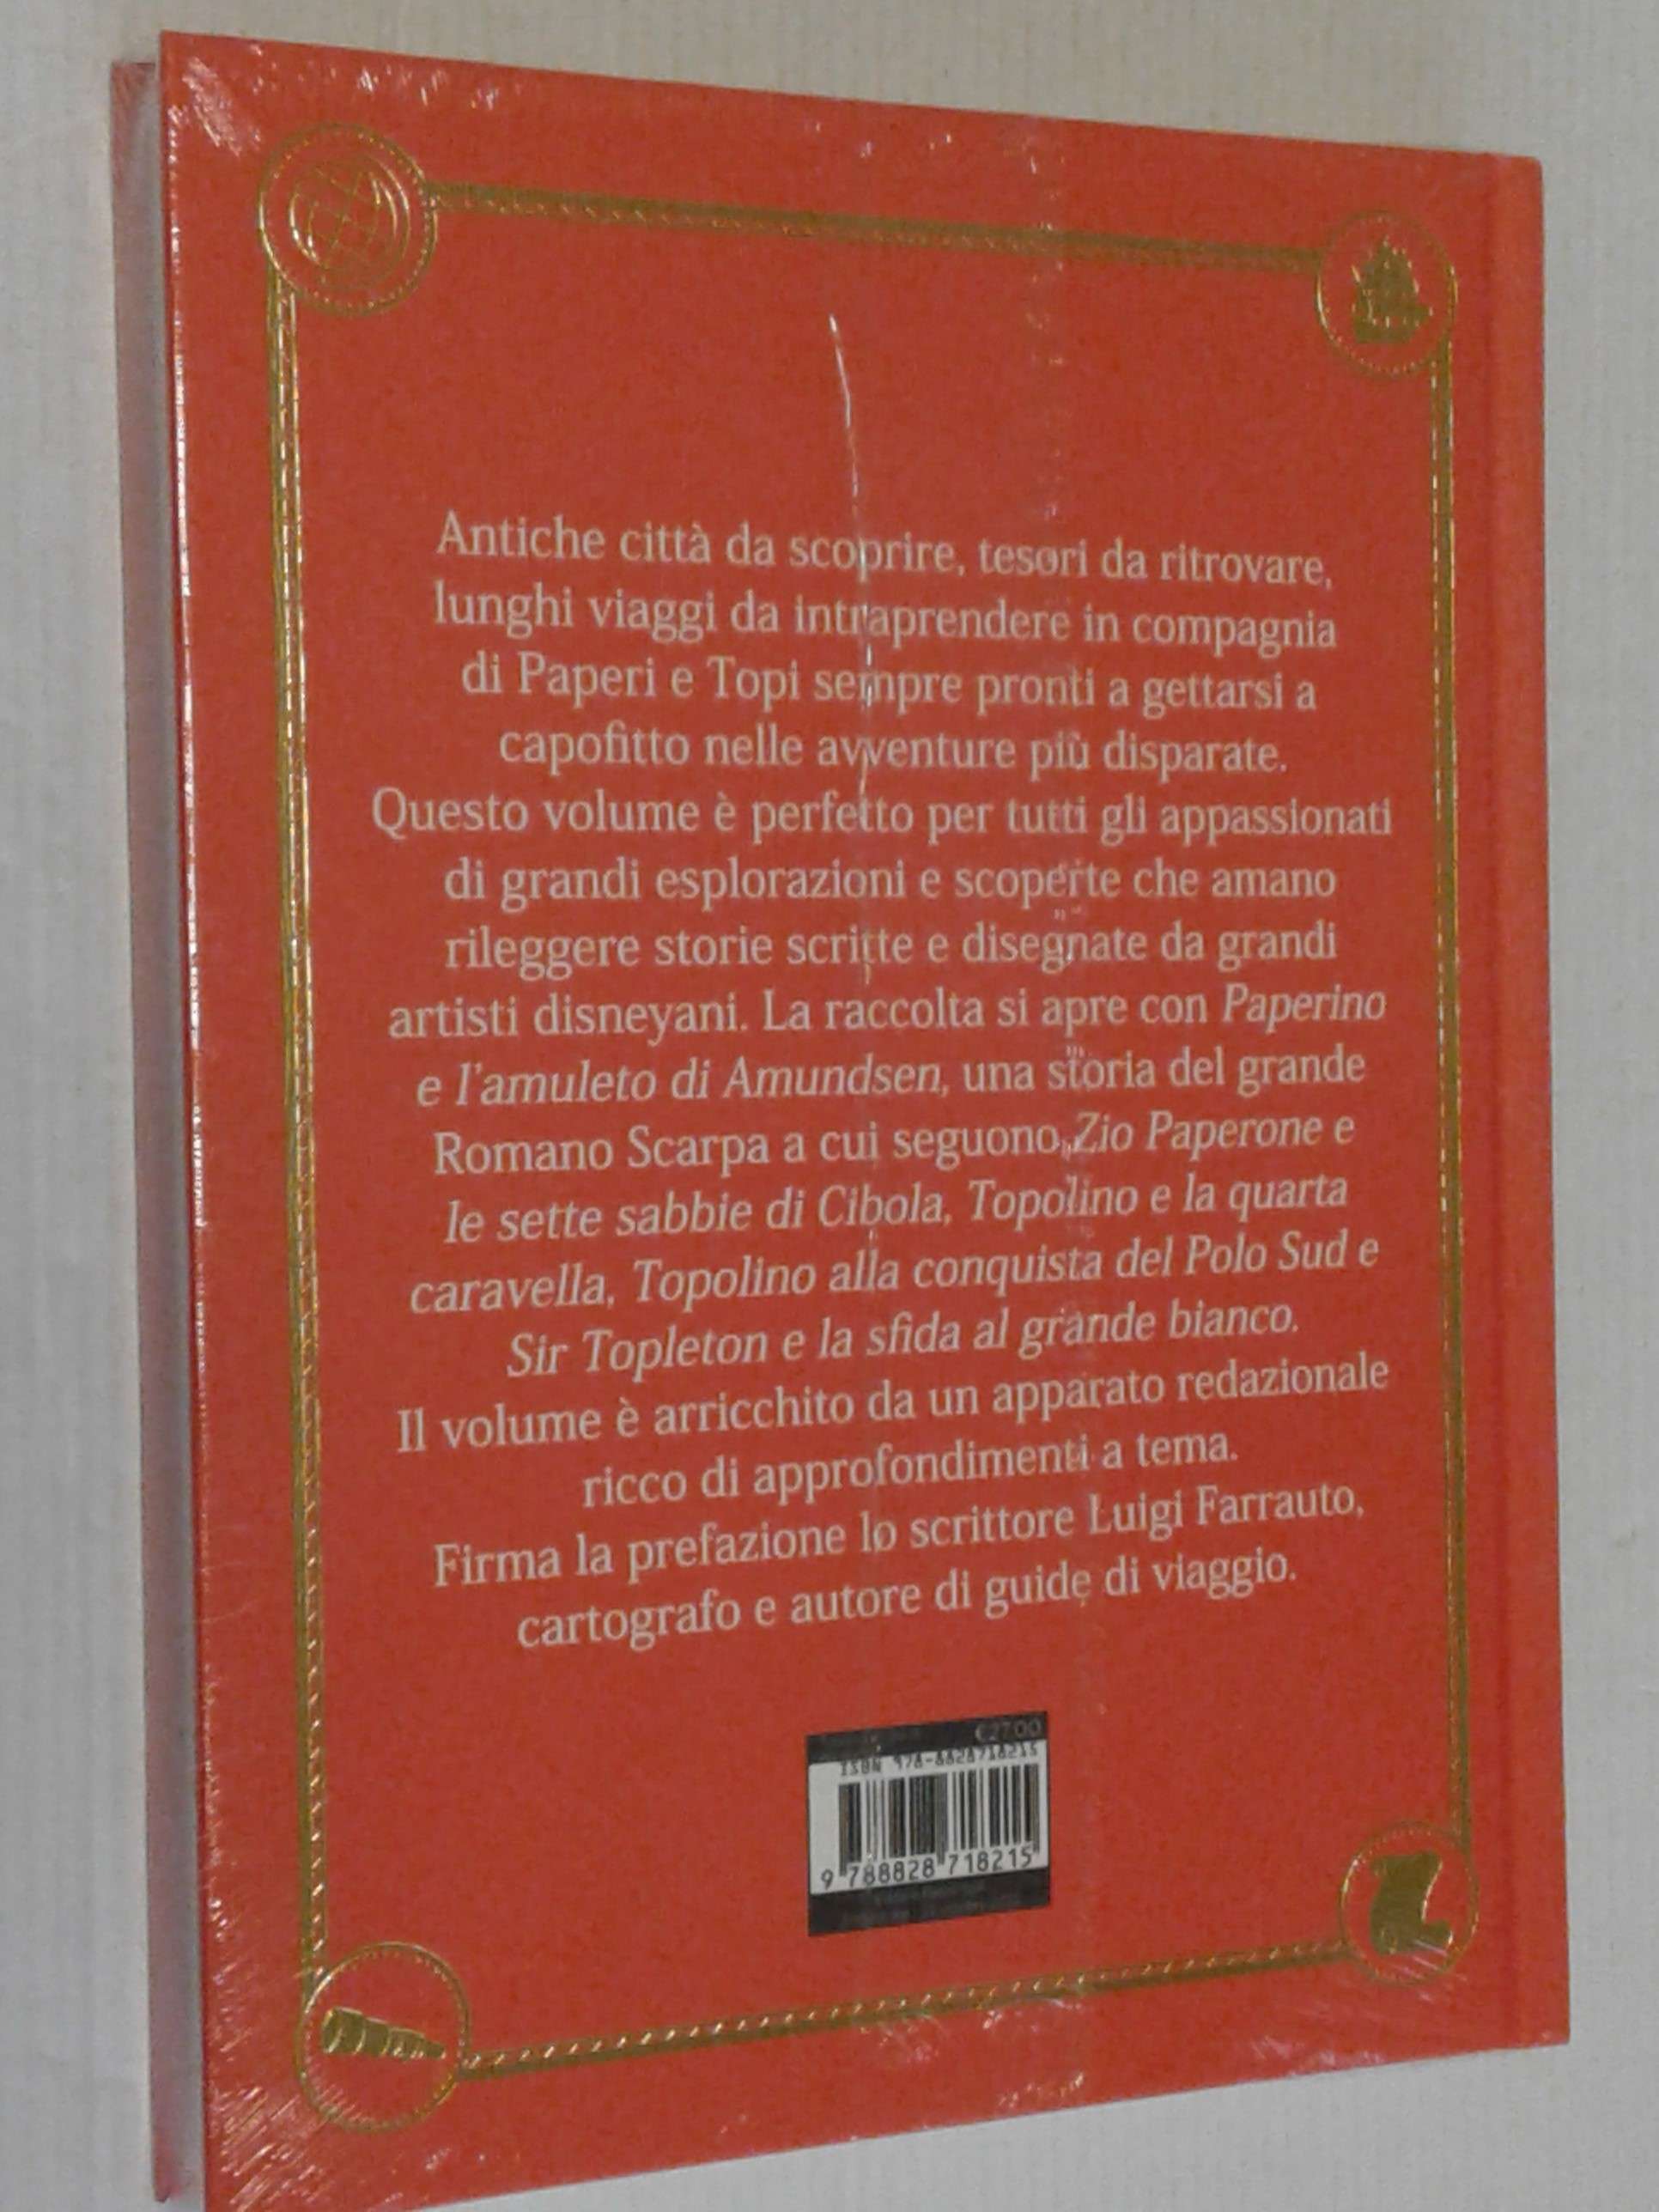 Antiche città da scoprire, tesori da ritrovare,
lunghi viaggi da intraprendere in compagnia
di Paperi e Topi sempre pronti a gettarsi a
capofitto nelle avventure più disparate.
Questo volume è perfetto per tutti gli appassionati
di grandi esplorazioni e scoperte che amano
rileggere storie scritte e disegnate da grandi
artisti disneyani. La raccolta si apre con Paperino
e l'amuleto di Amundsen, una storia del grande
Romano Scarpa a cui seguono Zio Paperone e
le sette sabbie di Cibola, Topolino e la quarta
caravella, Topolino alla conquista del Polo Sud e
Sir Topleton e la sfida al grande bianco.
Il volume è arricchito da un apparato redazionale
ricco di approfondimenti a tema.
Firma la prefazione lo scrittore Luigi Farrauto,
cartografo e autore di guide di viaggio.
€27,00
ISBN 978-8828718215
9 788828 718215